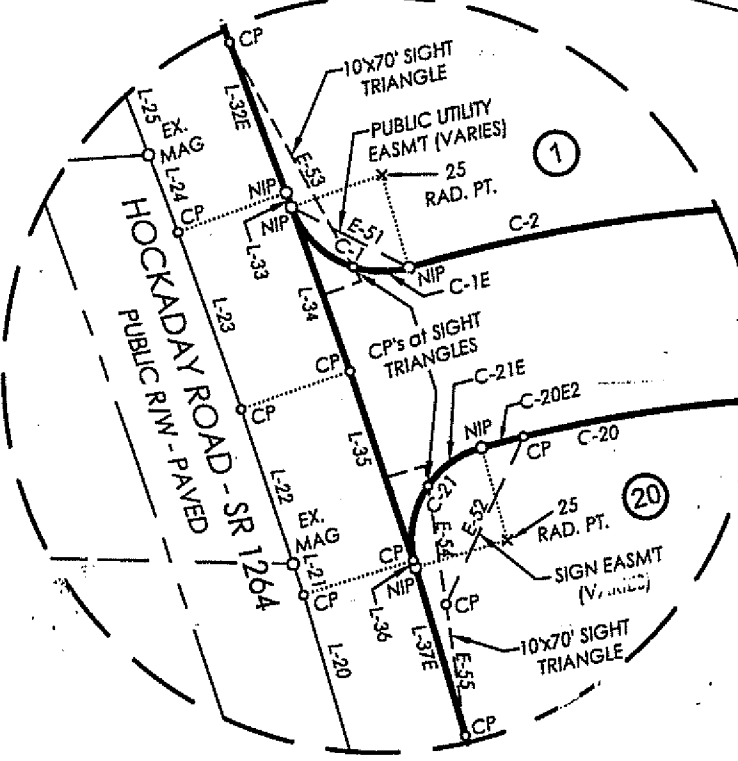 CP
10'x70' SIGHT
TRIANGLE
L-32E
L-25
EX.
MAG
PUBLIC UTILITY
EASM'T (VARIES)
1
E-53
L-24
NIP
25
RAD. PT.
CP
NIP
E-51
C-2
C-1
L-33
NIP
C-1E
L-34
L-23
HOCKADAY ROAD - SR 1264
PUBLIC R/W - PAVED
CP's at SIGHT
TRIANGLES
CP
CP
C-21E
C-20E2
NIP
C-20
CP
L-35
L-22
C-21
20
E-52
25
RAD. PT.
EX.
MAG
E-54
CP
NIP
L-21
CP
SIGN EASM'T
L-36
CP
L-37E
L-20
10'x70' SIGHT
TRIANGLE
E-55
CP